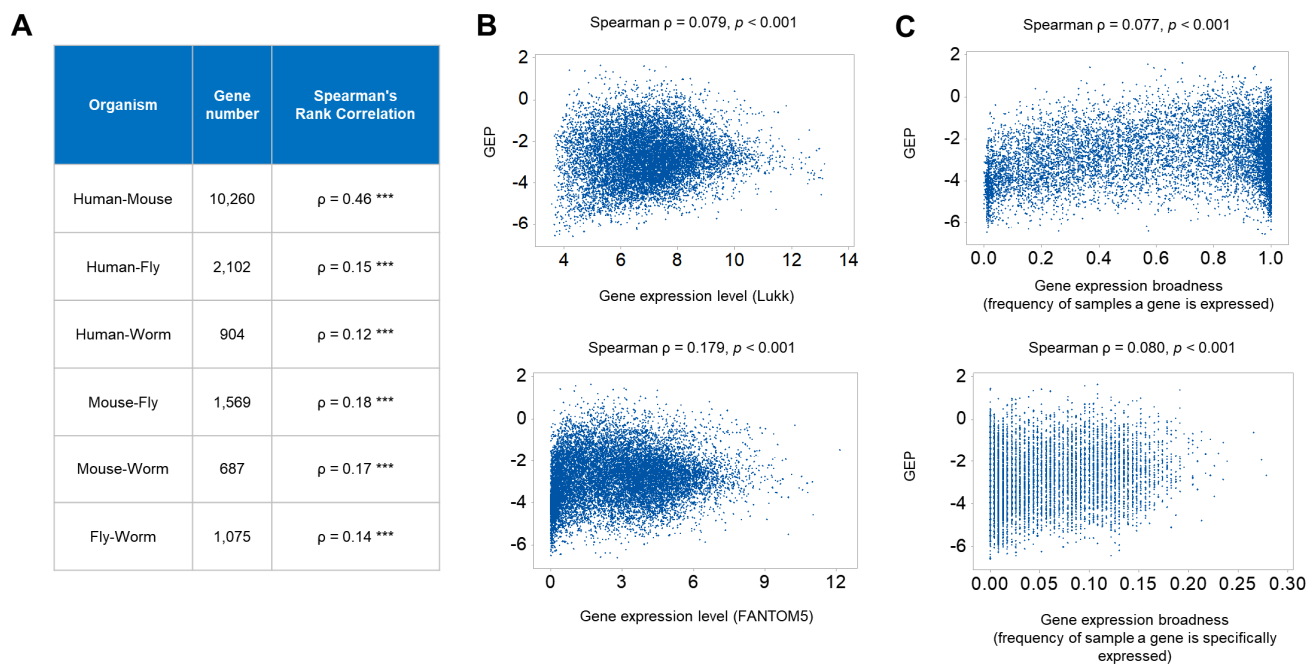 A
Organism
Gene
number
Spearman's
Rank Correlation
Human-Mouse
10,260
ρ = 0.46 ***
Human-Fly
2,102
ρ = 0.15 ***
Human-Worm
904
ρ = 0.12 ***
Mouse-Fly
1,569
ρ = 0.18 ***
Mouse-Worm
687
ρ = 0.17 ***
Fly-Worm
1,075
ρ = 0.14 ***
B
Spearman ρ = 0.079, p < 0.001
GEP
2
0
-2
-4
-6
4 6 8 10 12 14
Gene expression level (Lukk)
Spearman ρ = 0.179, p < 0.001
GEP
2
0
-2
-4
-6
0 3 6 9 12
Gene expression level (FANTOM5)
C
Spearman ρ = 0.077, p < 0.001
GEP
2
0
-2
-4
-6
0.0 0.2 0.4 0.6 0.8 1.0
Gene expression broadness
(frequency of samples a gene is expressed)
Spearman ρ = 0.080, p < 0.001
GEP
2
0
-2
-4
-6
0.00 0.05 0.10 0.15 0.20 0.25 0.30
Gene expression broadness
(frequency of sample a gene is specifically
expressed)